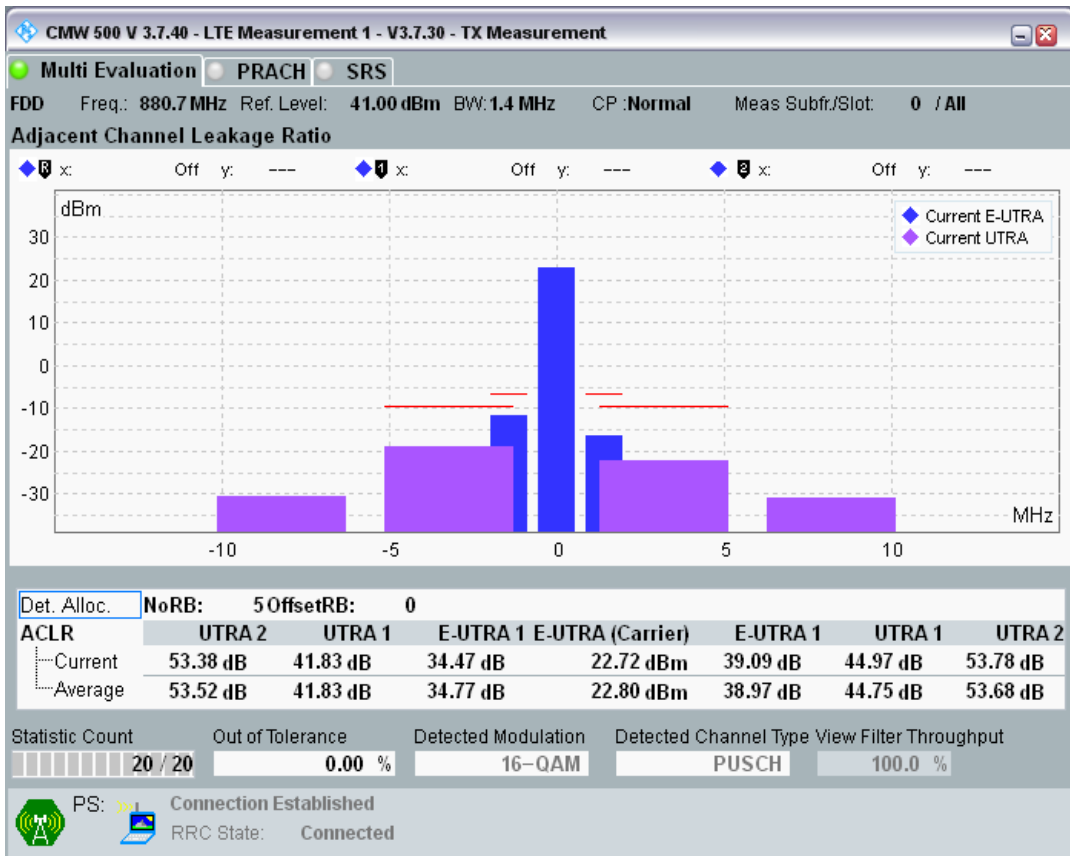 CMW 500 V 3.7.40 - LTE Measurement 1 - V3.7.30 - TX Measurement
Multi Evaluation PRACH SRS
FDD Freq.: 880.7 MHz Ref. Level: 41.00 dBm BW: 1.4 MHz CP :Normal Meas Subfr./Slot: 0 / All
Adjacent Channel Leakage Ratio
R x: Off y: --- 1 x: Off y: --- 2 x: Off y: ---
dBm
Current E-UTRA
Current UTRA
30
20
10
0
-10
-20
-30
MHz
-10 -5 0 5 10
Det. Alloc. NoRB: 5 OffsetRB: 0
ACLR UTRA 2 UTRA 1 E-UTRA 1 E-UTRA (Carrier) E-UTRA 1 UTRA 1 UTRA 2
Current 53.38 dB 41.83 dB 34.47 dB 22.72 dBm 39.09 dB 44.97 dB 53.78 dB
Average 53.52 dB 41.83 dB 34.77 dB 22.80 dBm 38.97 dB 44.75 dB 53.68 dB
Statistic Count Out of Tolerance Detected Modulation Detected Channel Type View Filter Throughput
20 / 20 0.00 % 16-QAM PUSCH 100.0 %
PS: Connection Established
RRC State: Connected